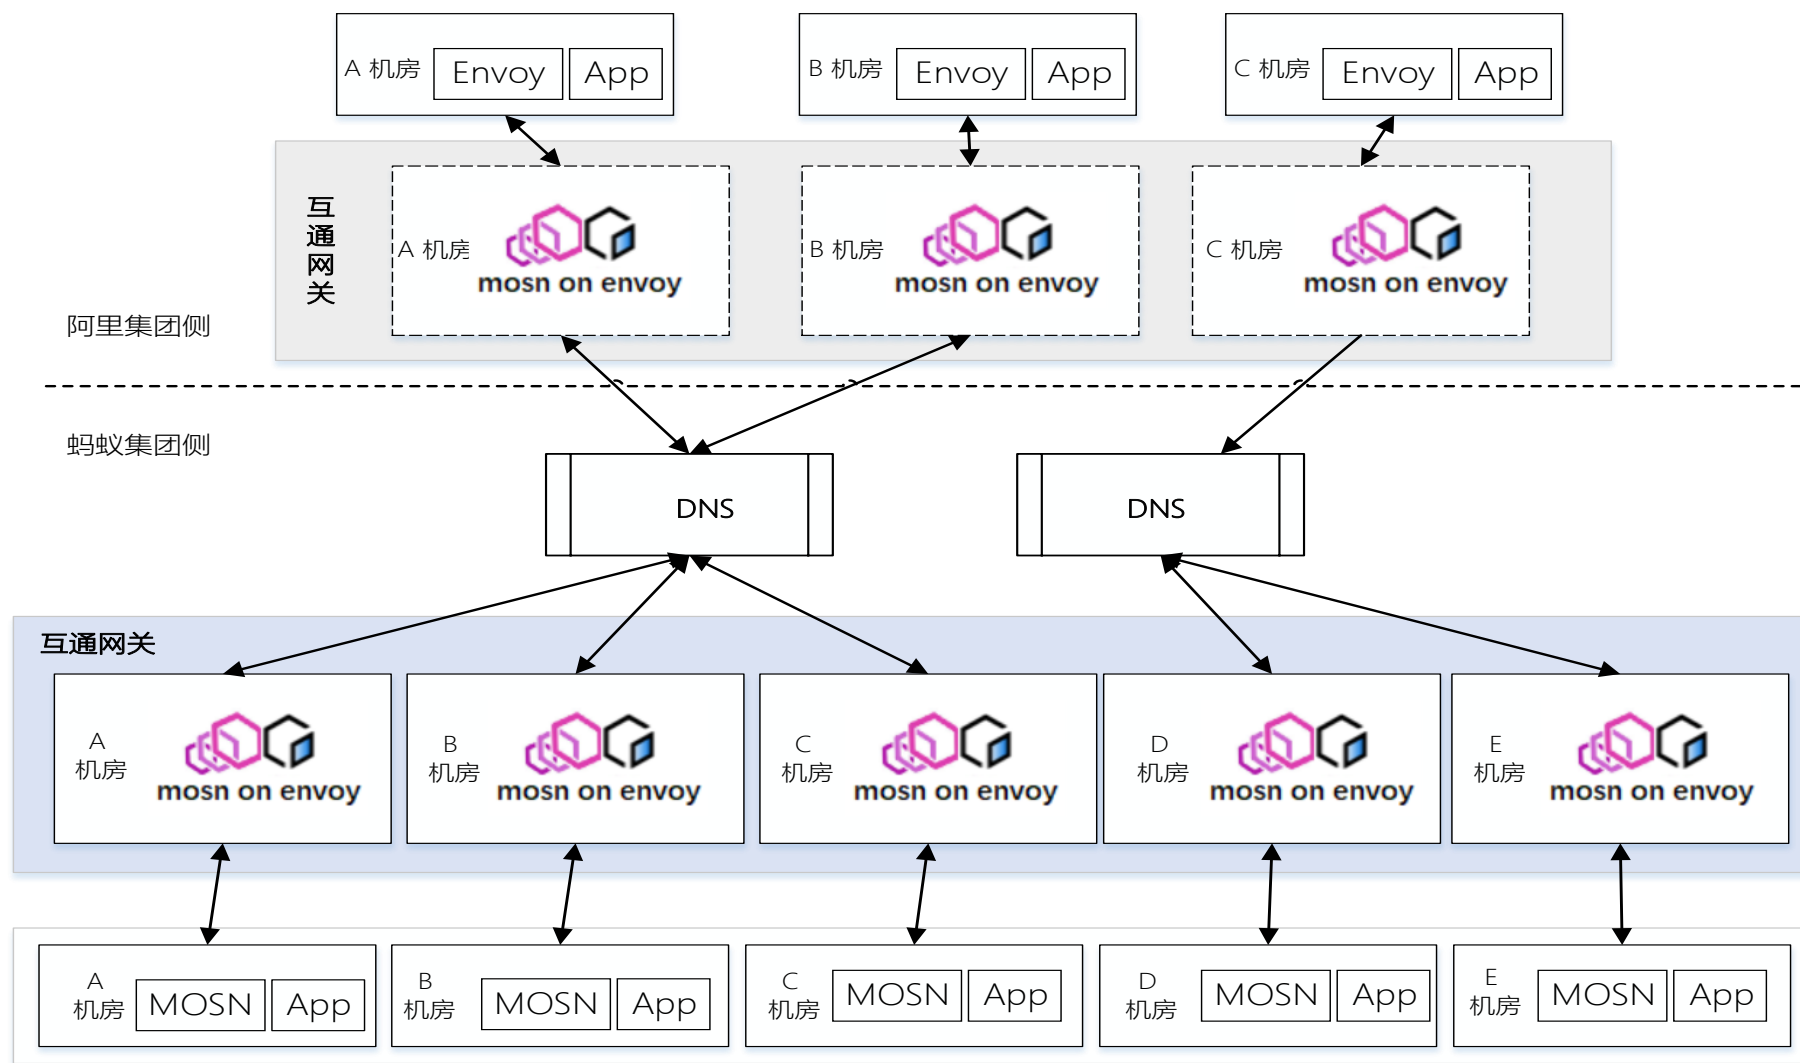 A 机房 Envoy App
B 机房 Envoy App
C 机房 Envoy App
互
通
网
关
A 机房
mosn on envoy
B 机房
mosn on envoy
C 机房
mosn on envoy
阿里集团侧
蚂蚁集团侧
DNS
DNS
互通网关
A
机房
mosn on envoy
B
机房
mosn on envoy
C
机房
mosn on envoy
D
机房
mosn on envoy
E
机房
mosn on envoy
A
机房
MOSN App
B
机房
MOSN App
C
机房
MOSN App
D
机房
MOSN App
E
机房
MOSN App